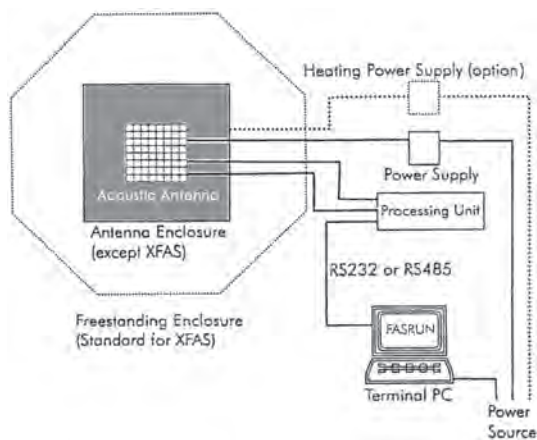 Heating Power Supply (option)
Acoustic Antenna
Power Supply
Processing Unit
Antenna Enclosure
(except XFAS)
RS232 or RS485
Freestanding Enclosure
(Standard for XFAS)
FASRUN
Terminal PC
Power
Source